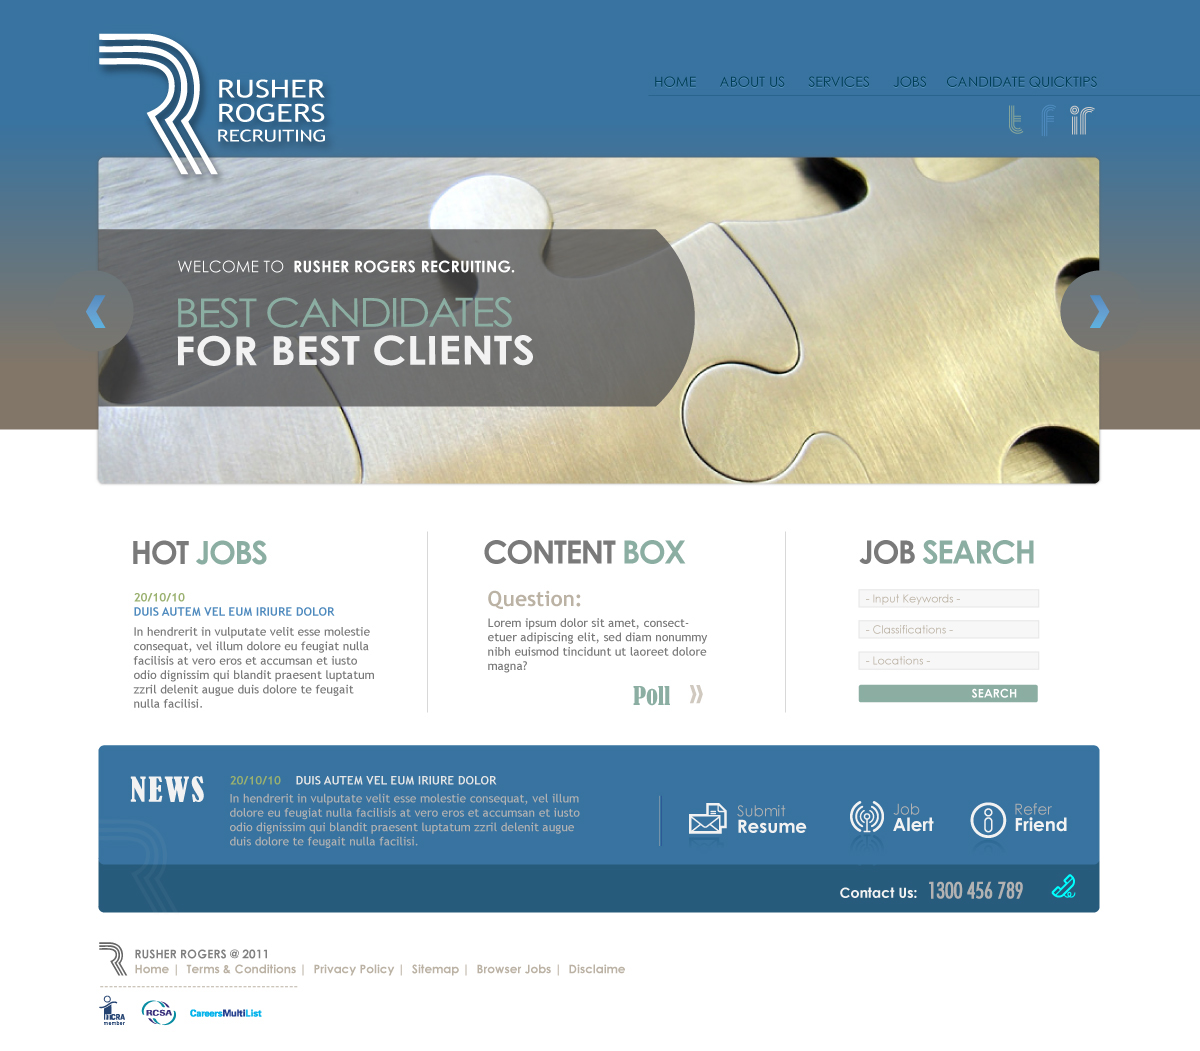 RUSHER
ROGERS
RECRUITING
HOME ABOUT US SERVICES JOBS CANDIDATE QUICKTIPS
t f in
WELCOME TO RUSHER ROGERS RECRUITING.
BEST CANDIDATES
FOR BEST CLIENTS
HOT JOBS
20/10/10
DUIS AUTEM VEL EUM IRIURE DOLOR
In hendrerit in vulputate velit esse molestie
consequat, vel illum dolore eu feugiat nulla
facilisis at vero eros et accumsan et iusto
odio dignissim qui blandit praesent luptatum
zzril delenit augue duis dolore te feugait
nulla facilisi.
CONTENT BOX
Question:
Lorem ipsum dolor sit amet, consect-
etuer adipiscing elit, sed diam nonummy
nibh euismod tincidunt ut laoreet dolore
magna?
Poll »
JOB SEARCH
- Input Keywords -
- Classifications -
- Locations -
SEARCH
NEWS
20/10/10 DUIS AUTEM VEL EUM IRIURE DOLOR
In hendrerit in vulputate velit esse molestie consequat, vel illum
dolore eu feugiat nulla facilisis at vero eros et accumsan et iusto
odio dignissim qui blandit praesent luptatum zzril delenit augue
duis dolore te feugait nulla facilisi.
Submit
Resume
Job
Alert
Refer
Friend
Contact Us: 1300 456 789
RUSHER ROGERS @ 2011
Home | Terms & Conditions | Privacy Policy | Sitemap | Browser Jobs | Disclaime
ITCRA
member
RCSA
CareersMultiList